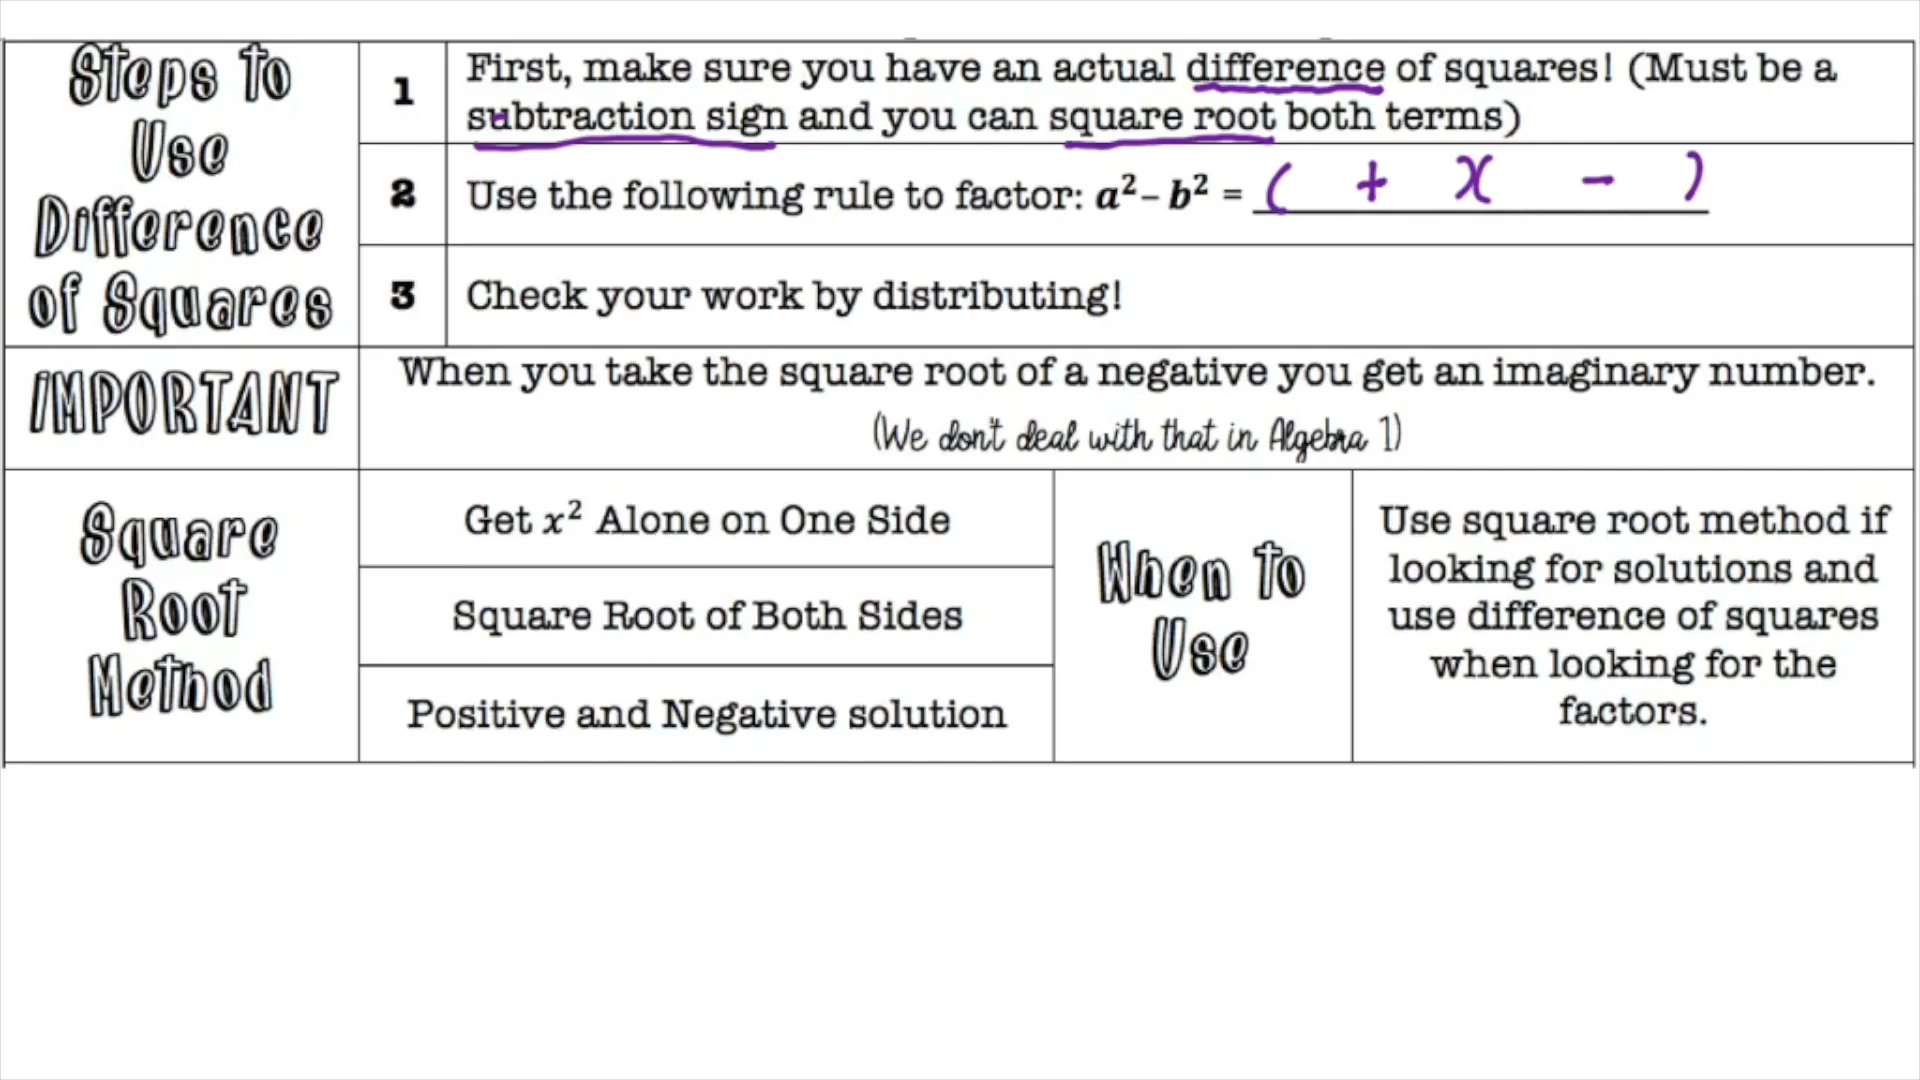 Steps to
Use
Difference
of Squares
1
First, make sure you have an actual difference of squares! (Must be a
subtraction sign and you can square root both terms)
2
Use the following rule to factor: a² – b² = ( + )( - )
3
Check your work by distributing!
IMPORTANT
When you take the square root of a negative you get an imaginary number.
(We don't deal with that in Algebra 1)
Square
Root
Method
Get x² Alone on One Side
Square Root of Both Sides
Positive and Negative solution
When to
Use
Use square root method if
looking for solutions and
use difference of squares
when looking for the
factors.